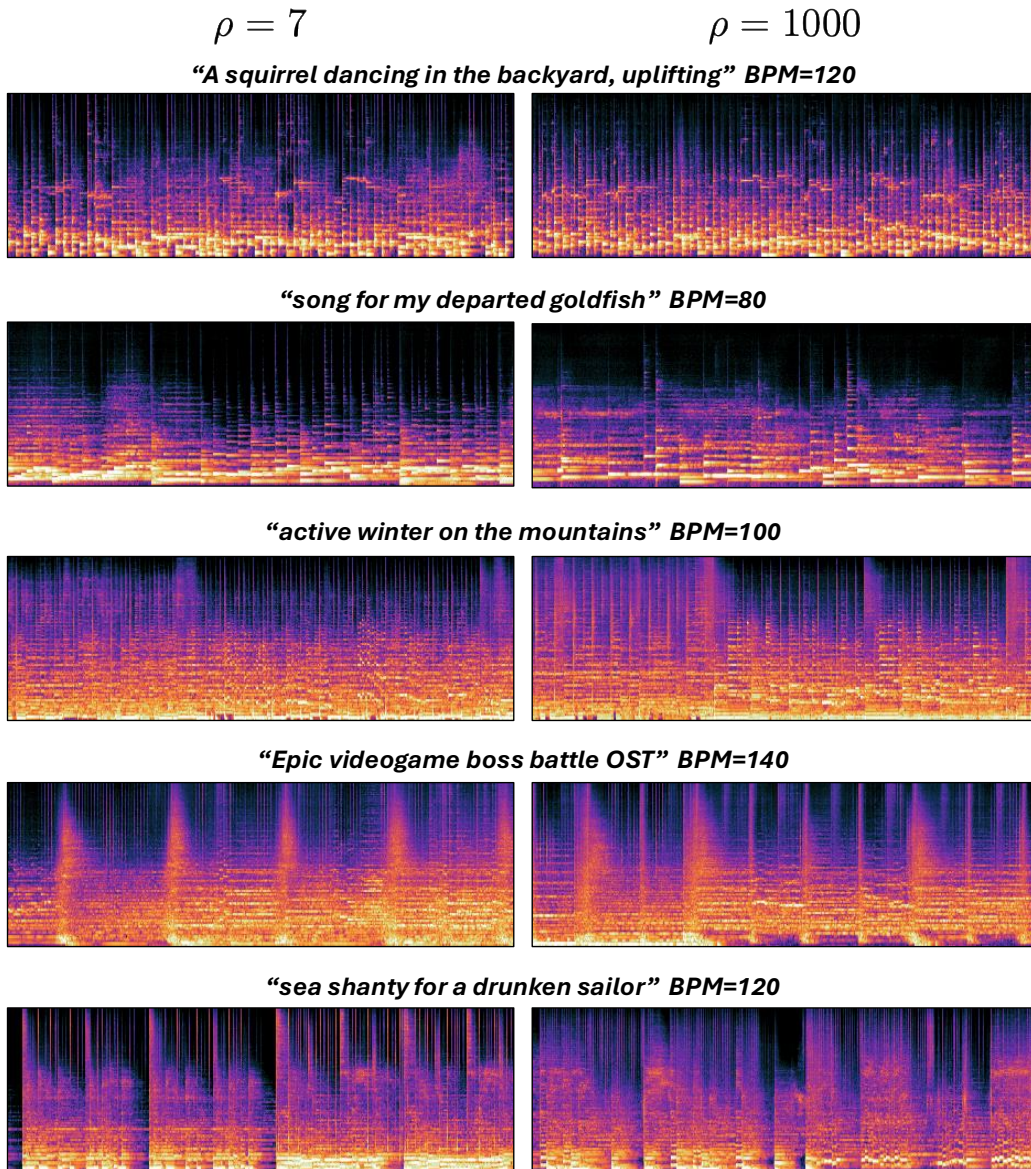 ρ = 7
ρ = 1000
“A squirrel dancing in the backyard, uplifting” BPM=120
“song for my departed goldfish” BPM=80
“active winter on the mountains” BPM=100
“Epic videogame boss battle OST” BPM=140
“sea shanty for a drunken sailor” BPM=120